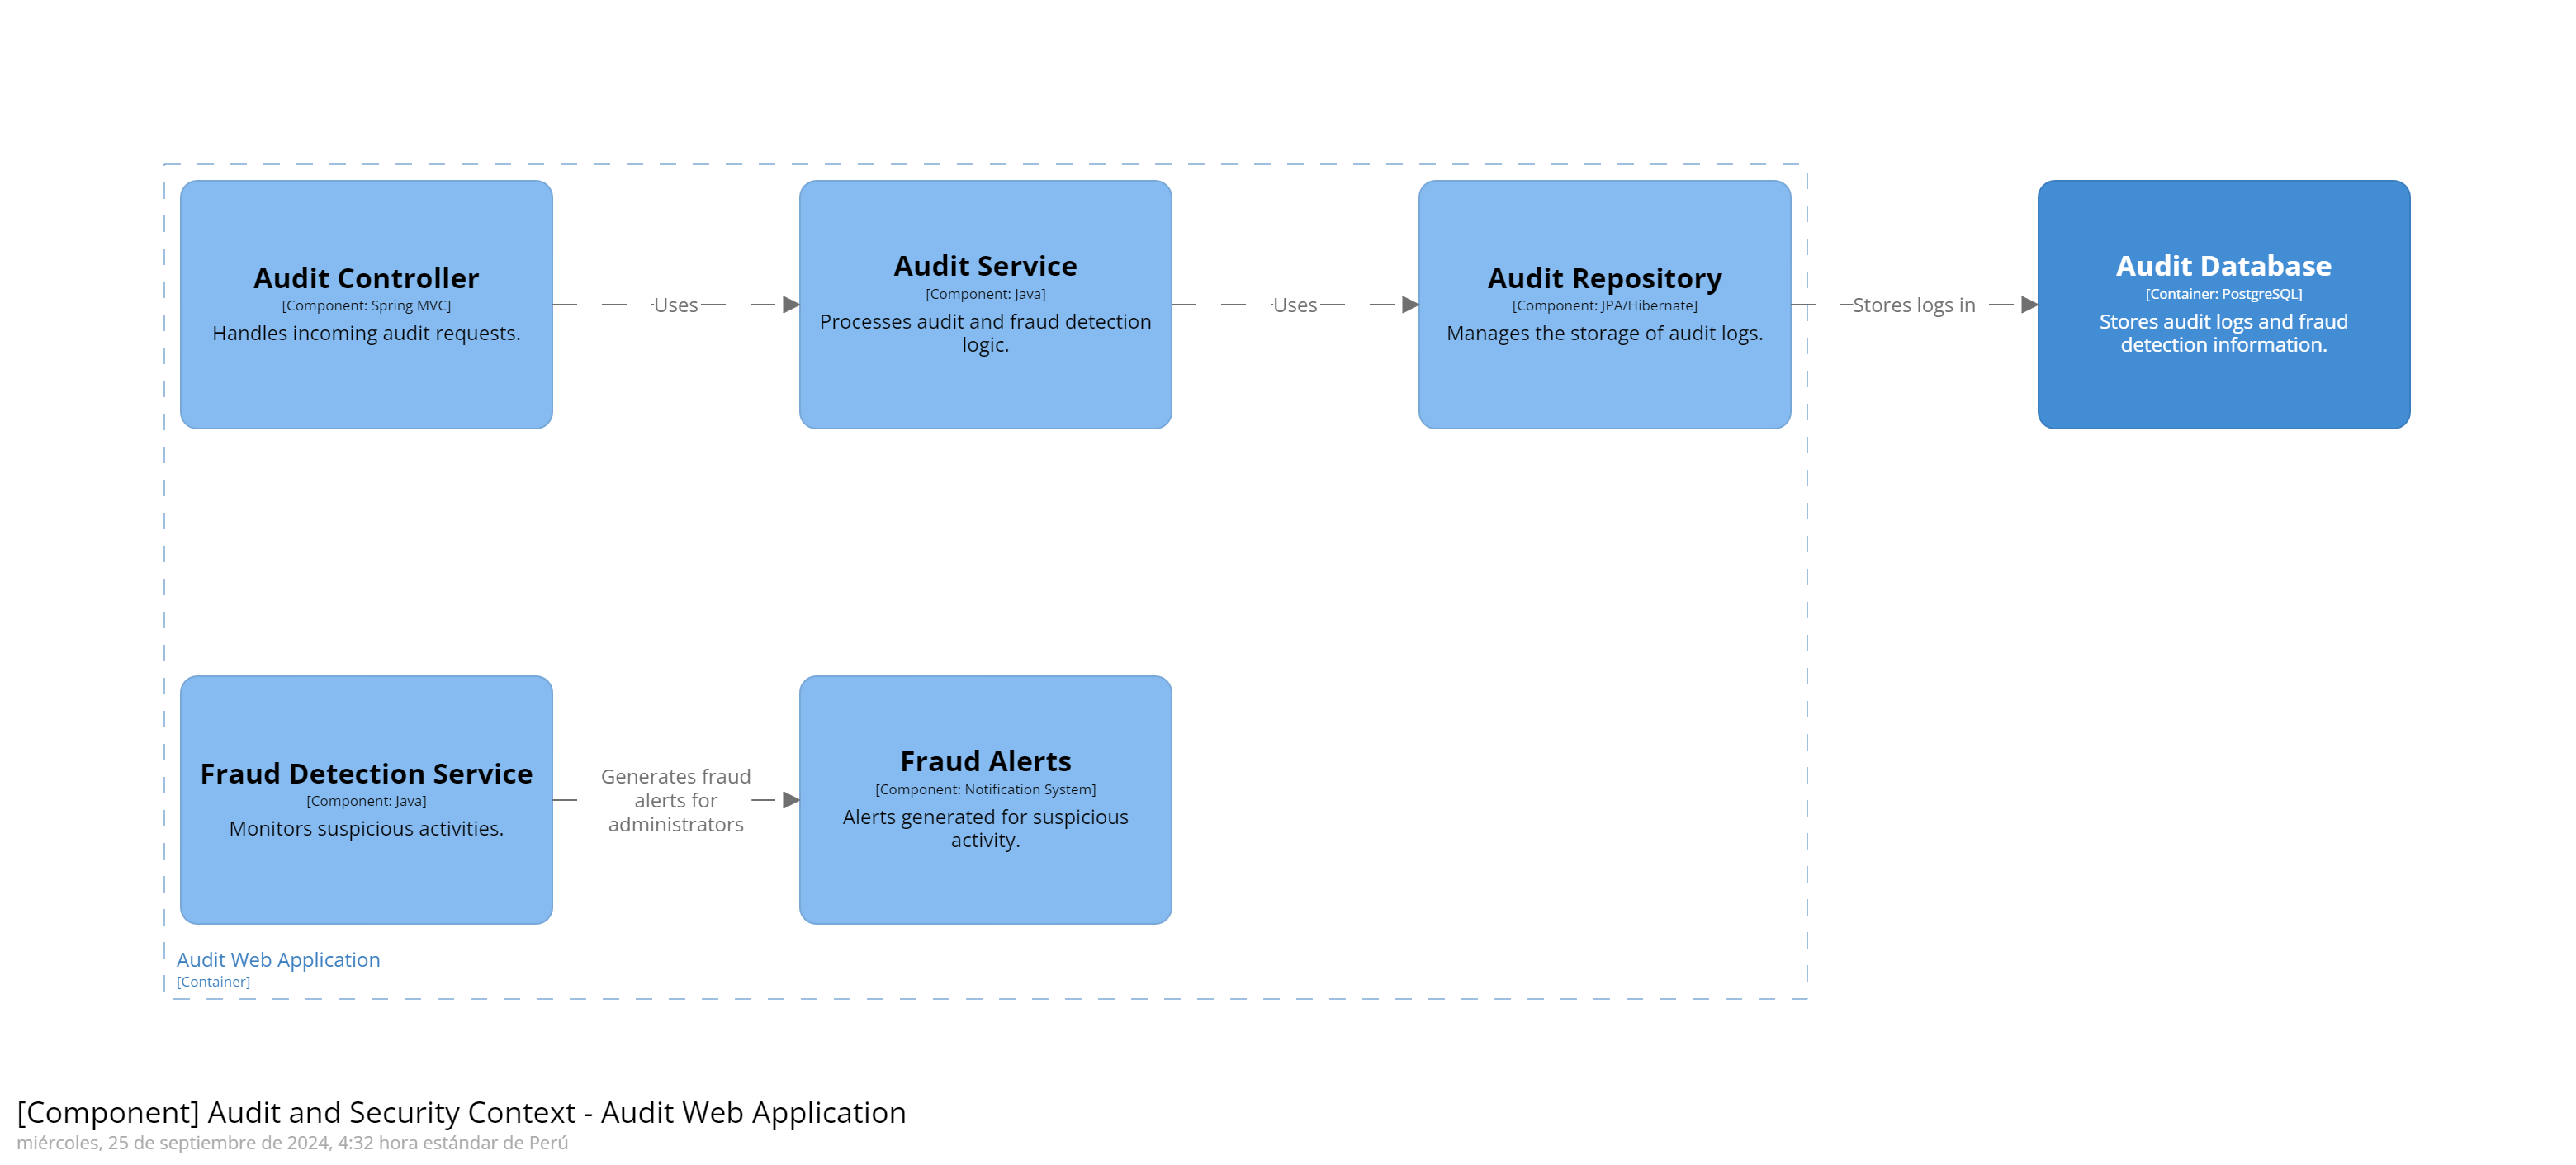 Audit Controller
[Component: Spring MVC]
Handles incoming audit requests.
Uses
Audit Service
[Component: Java]
Processes audit and fraud detection
logic.
Uses
Audit Repository
[Component: JPA/Hibernate]
Manages the storage of audit logs.
Stores logs in
Audit Database
[Container: PostgreSQL]
Stores audit logs and fraud
detection information.
Fraud Detection Service
[Component: Java]
Monitors suspicious activities.
Generates fraud
alerts for
administrators
Fraud Alerts
[Component: Notification System]
Alerts generated for suspicious
activity.
Audit Web Application
[Container]
[Component] Audit and Security Context - Audit Web Application
miércoles, 25 de septiembre de 2024, 4:32 hora estándar de Perú